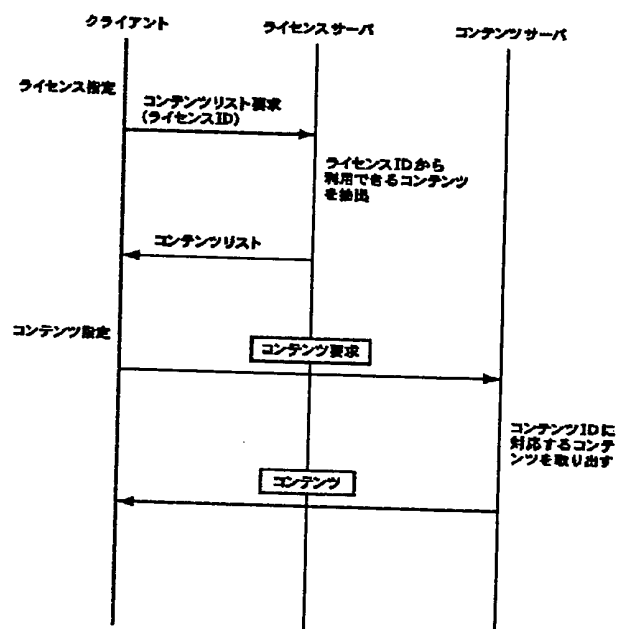 クライアント
ライセンスサーバ
コンテンツサーバ
ライセンス指定
コンテンツリスト要求
(ライセンスID)
ライセンスIDから
利用できるコンテンツ
を抽出
コンテンツリスト
コンテンツ指定
コンテンツ要求
コンテンツIDに
対応するコンテ
ンツを取り出す
コンテンツ